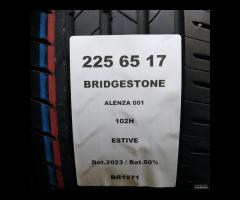 225 65 17
BRIDGESTONE
ALENZA 001
102H
ESTIVE
Dot.2023 / Bat.90%
BR1571